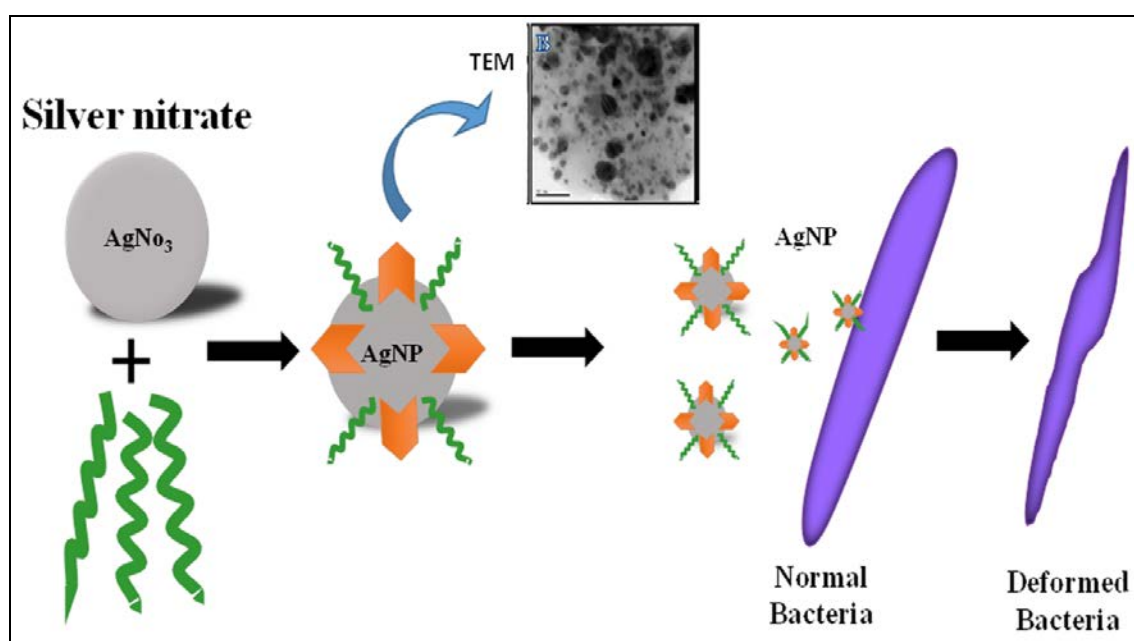 TEM
Silver nitrate
AgNo₃
AgNP
AgNP
Normal
Bacteria
Deformed
Bacteria